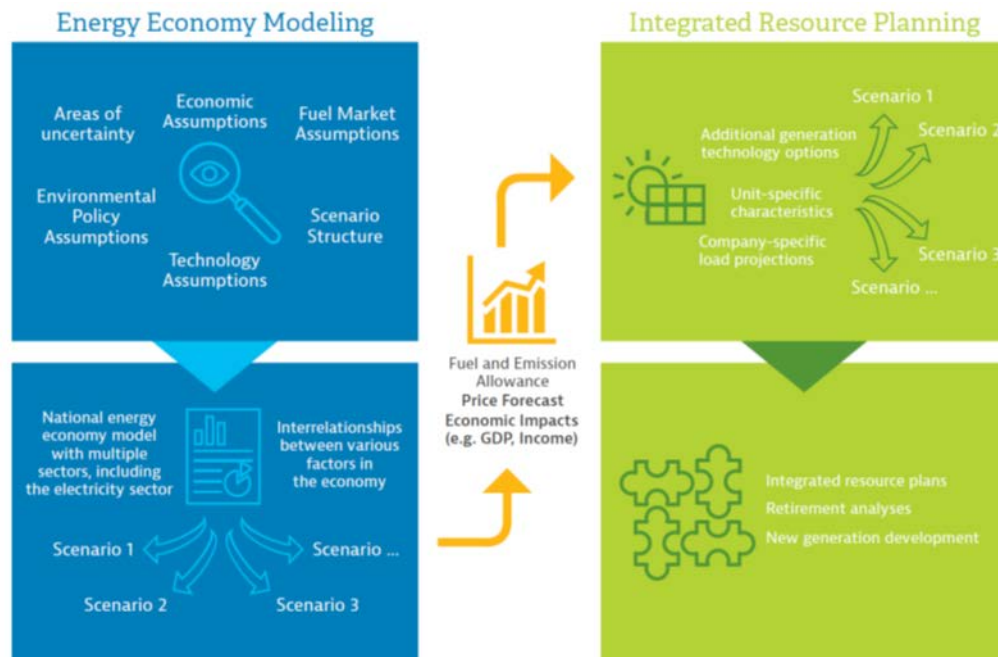 Energy Economy Modeling
Areas of
uncertainty
Economic
Assumptions
Fuel Market
Assumptions
Environmental
Policy
Assumptions
Scenario
Structure
Technology
Assumptions
National energy
economy model
with multiple
sectors, including
the electricity sector
Interrelationships
between various
factors in
the economy
Scenario 1
Scenario 2
Scenario 3
Scenario ...
Fuel and Emission
Allowance
Price Forecast
Economic Impacts
(e.g. GDP, Income)
Integrated Resource Planning
Additional generation
technology options
Unit-specific
characteristics
Company-specific
load projections
Scenario 1
Scenario 2
Scenario 3
Scenario ...
Integrated resource plans
Retirement analyses
New generation development